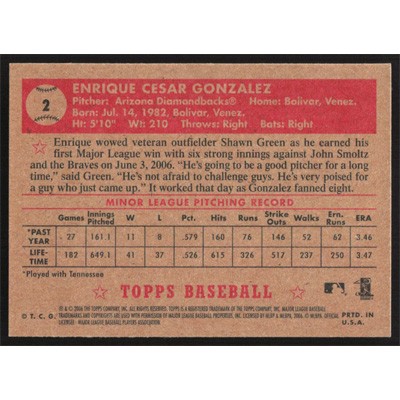 2
ENRIQUE CESAR GONZALEZ
Pitcher: Arizona Diamondbacks® Home: Bolivar, Venez.
Born: Jul. 14, 1982, Bolivar, Venez.
Ht: 5'10" Wt: 210 Throws: Right Bats: Right
Enrique wowed veteran outfielder Shawn Green as he earned his
first Major League win with six strong innings against John Smoltz
and the Braves on June 3, 2006. "He's going to be a good pitcher for a long
time," said Green. "He's not afraid to challenge guys. He's very poised for
a guy who just came up." It worked that day as Gonzalez fanned eight.
MINOR LEAGUE PITCHING RECORD
Games Innings Pitched W L Pct. Hits Runs Strike Outs Walks Ern. Runs ERA
*PAST YEAR 27 161.1 11 8 .579 160 76 146 52 62 3.46
LIFE-TIME 182 649.1 40 26 .606 615 315 536 227 250 3.47
*Played with Tennessee
TOPPS BASEBALL
© T. C. O.
PRTD. IN
U.S.A.